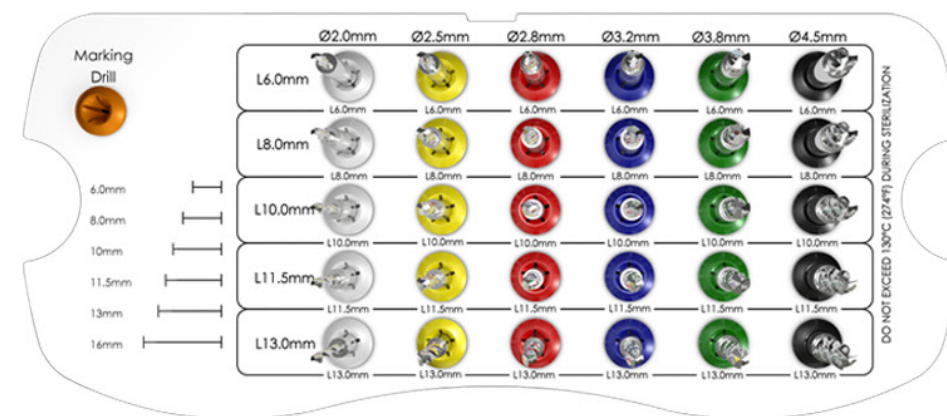 Marking
Drill
Ø2.0mm Ø2.5mm Ø2.8mm Ø3.2mm Ø3.8mm Ø4.5mm
L6.0mm
L6.0mm L6.0mm L6.0mm L6.0mm L6.0mm L6.0mm
L8.0mm
L8.0mm L8.0mm L8.0mm L8.0mm L8.0mm L8.0mm
L10.0mm
L10.0mm L10.0mm L10.0mm L10.0mm L10.0mm L10.0mm
L11.5mm
L11.5mm L11.5mm L11.5mm L11.5mm L11.5mm L11.5mm
L13.0mm
L13.0mm L13.0mm L13.0mm L13.0mm L13.0mm L13.0mm
6.0mm
8.0mm
10mm
11.5mm
13mm
16mm
DO NOT EXCEED 130°C (274°F) DURING STERILIZATION